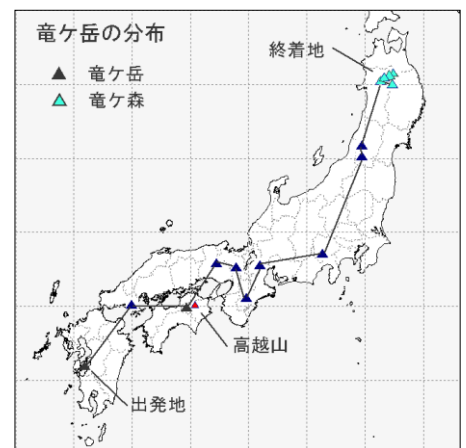 竜ケ岳の分布
竜ケ岳
竜ケ森
終着地
高越山
出発地